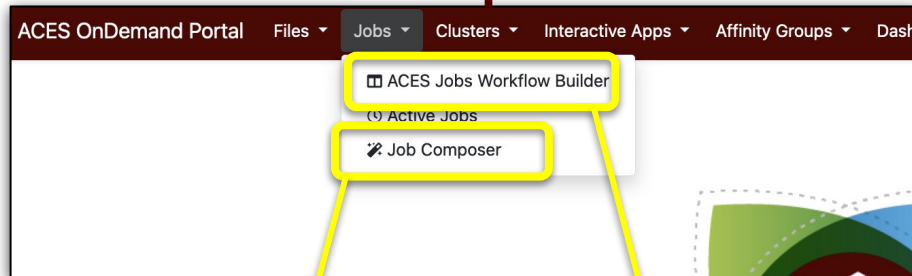 ACES OnDemand Portal Files Jobs Clusters Interactive Apps Affinity Groups
ACES Jobs Workflow Builder
Active Jobs
Job Composer